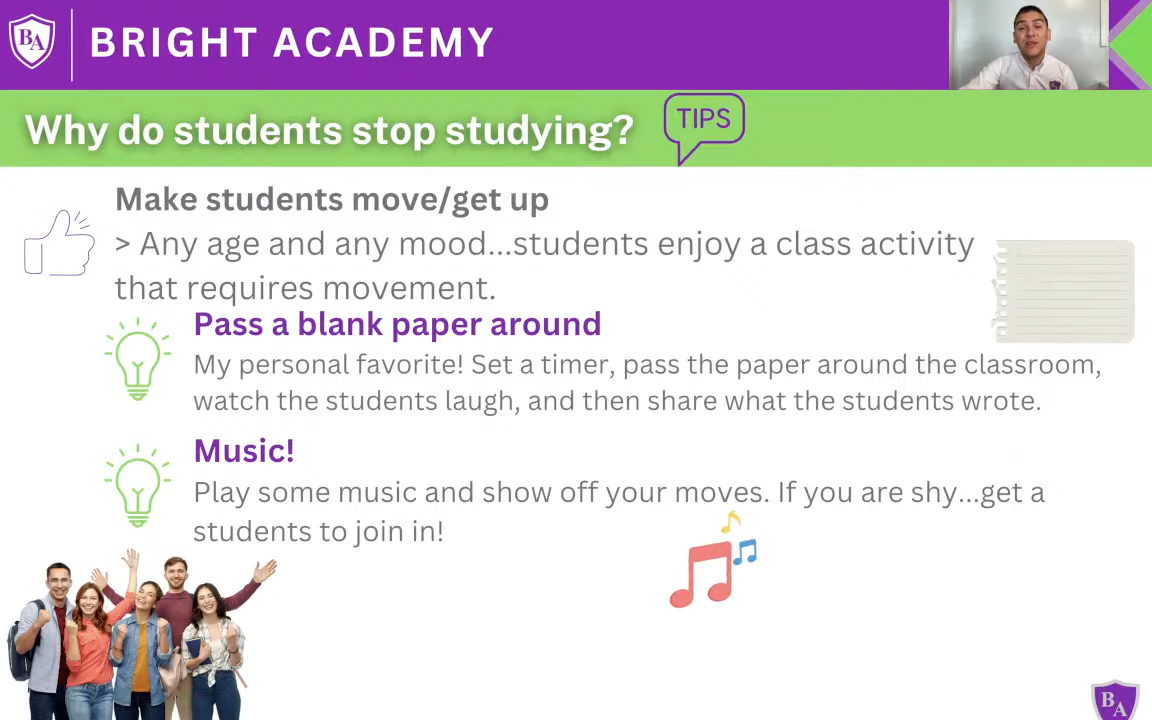 BA
BRIGHT ACADEMY
Why do students stop studying?
TIPS
Make students move/get up
> Any age and any mood...students enjoy a class activity
that requires movement.
Pass a blank paper around
My personal favorite! Set a timer, pass the paper around the classroom,
watch the students laugh, and then share what the students wrote.
Music!
Play some music and show off your moves. If you are shy...get a
students to join in!
BA